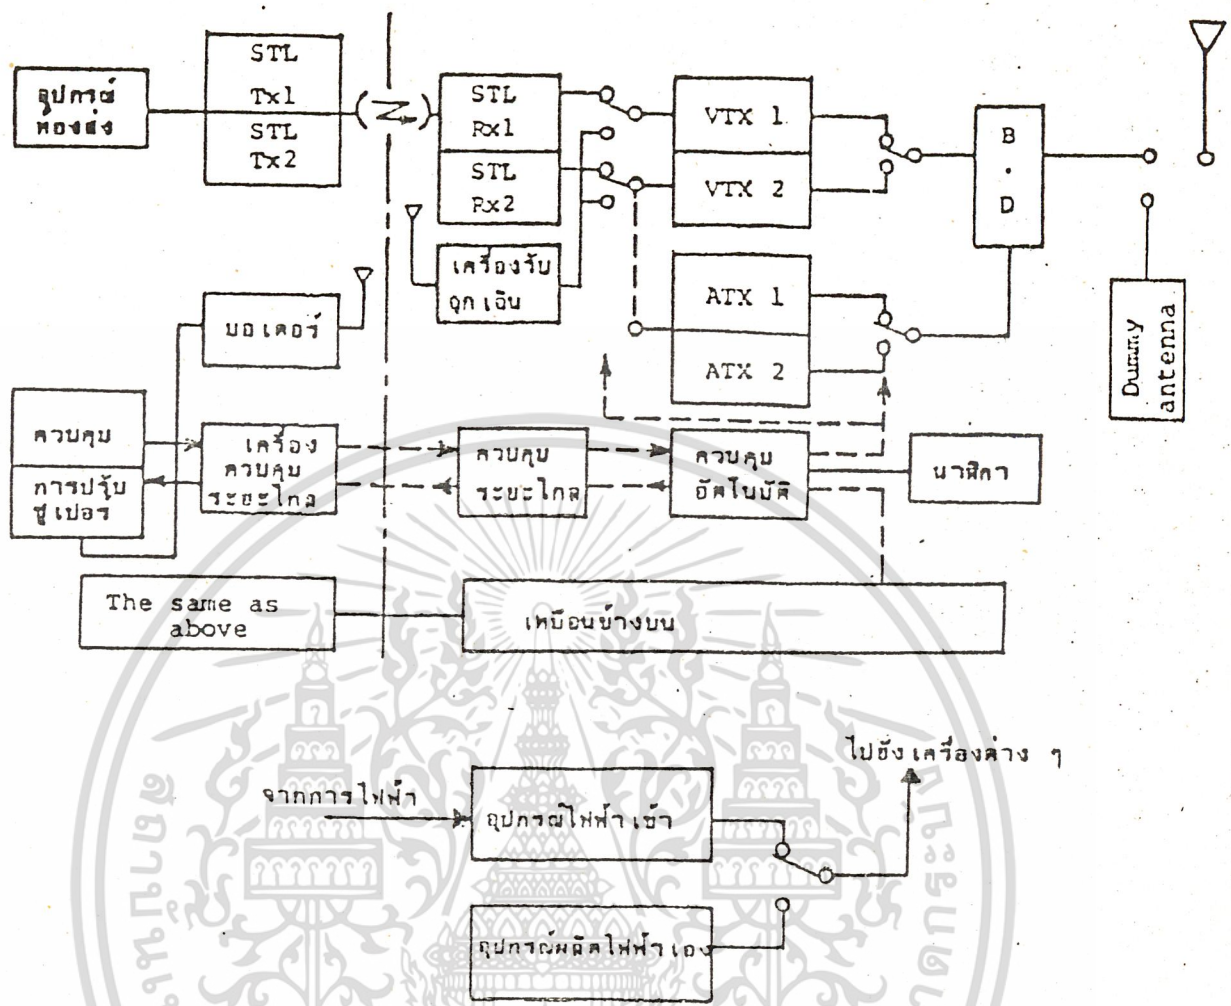 STL
Tx1
STL
Tx2
อุปกรณ์
ห้องส่ง
STL
Rx1
STL
Rx2
VTX 1
VTX 2
B
.
D
เครื่องรับ
ฉุกเฉิน
ATX 1
ATX 2
Dummy
antenna
มอเตอร์
ควบคุม
การปรับ
ซูเปอร์
เครื่อง
ควบคุม
ระยะไกล
ควบคุม
ระยะไกล
ควบคุม
อัตโนมัติ
นาฬิกา
The same as
above
เหมือนข้างบน
ไปยังเครื่องต่าง ๆ
จากการไฟฟ้า
อุปกรณ์ไฟฟ้าเข้า
อุปกรณ์ผลิตไฟฟ้าเอง